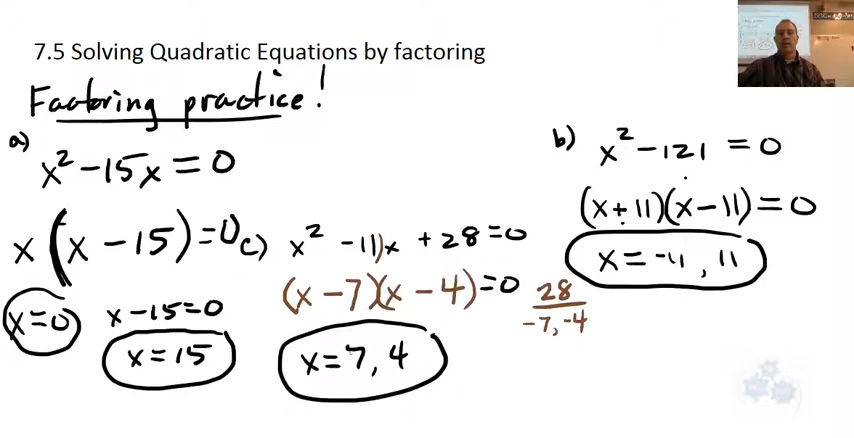 7.5 Solving Quadratic Equations by factoring
Factoring practice!
a)
x² - 15x = 0
x(x - 15) = 0
x = 0
x - 15 = 0
x = 15
b)
x² - 121 = 0
(x + 11)(x - 11) = 0
x = -11, 11
c) x² - 11x + 28 = 0
(x - 7)(x - 4) = 0
28
-7, -4
x = 7, 4